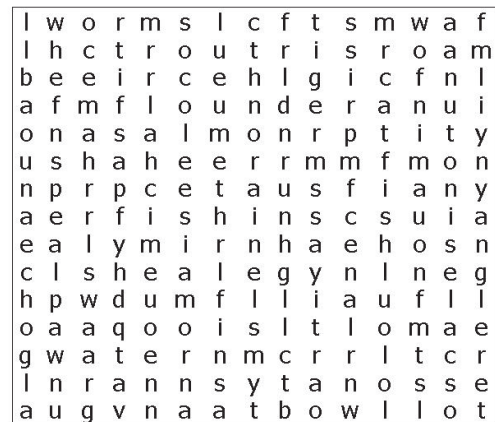 l w o r m s l c f t s m w a f
l h c t r o u t r i s r o a m
b e e i r c e h l g i c f n l
a f m f l o u n d e r a n u i
o n a s a l m o n r p t i t y
u s h a h e e r r m m f m o n
n p r p c e t a u s f i a n y
a e r f i s h i n s c s u i a
e a l y m i r n h a e h o s n
c l s h e a l e g y n l n e g
h p w d u m f l l i a u f l l
o a a q o o i s l t l o m a e
g w a t e r n m c r r l t c r
l n r a n n s y t a n o s s e
a u g v n a a t b o w l l o t